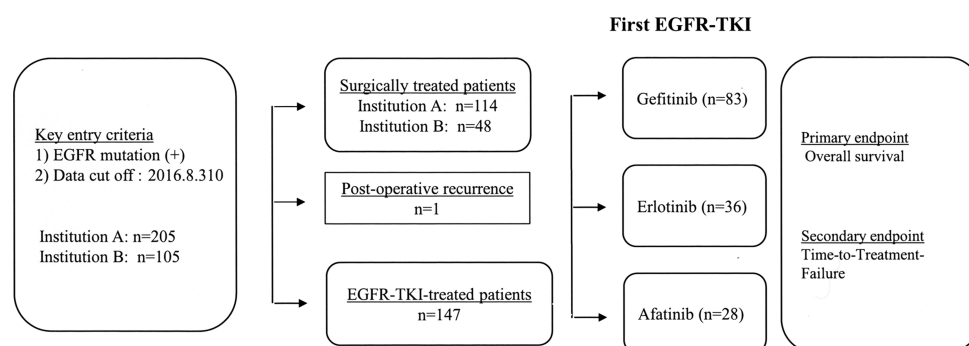 First EGFR-TKI
Key entry criteria
1) EGFR mutation (+)
2) Data cut off : 2016.8.310
Institution A: n=205
Institution B: n=105
Surgically treated patients
Institution A: n=114
Institution B: n=48
Post-operative recurrence
n=1
EGFR-TKI-treated patients
n=147
Gefitinib (n=83)
Erlotinib (n=36)
Afatinib (n=28)
Primary endpoint
Overall survival
Secondary endpoint
Time-to-Treatment-
Failure